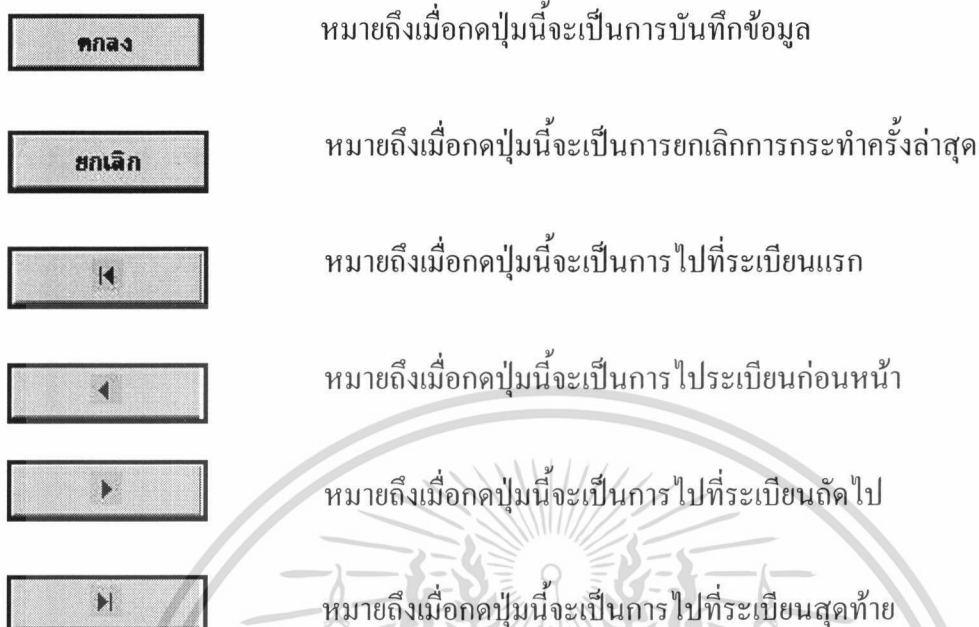 ตกลง หมายถึงเมื่อกดปุ่มนี้จะเป็นการบันทึกข้อมูล
ยกเลิก หมายถึงเมื่อกดปุ่มนี้จะเป็นการยกเลิกการกระทำครั้งล่าสุด
หมายถึงเมื่อกดปุ่มนี้จะเป็นการไปที่ระเบียนแรก
หมายถึงเมื่อกดปุ่มนี้จะเป็นการไประเบียนก่อนหน้า
หมายถึงเมื่อกดปุ่มนี้จะเป็นการไปที่ระเบียนถัดไป
หมายถึงเมื่อกดปุ่มนี้จะเป็นการไปที่ระเบียนสุดท้าย